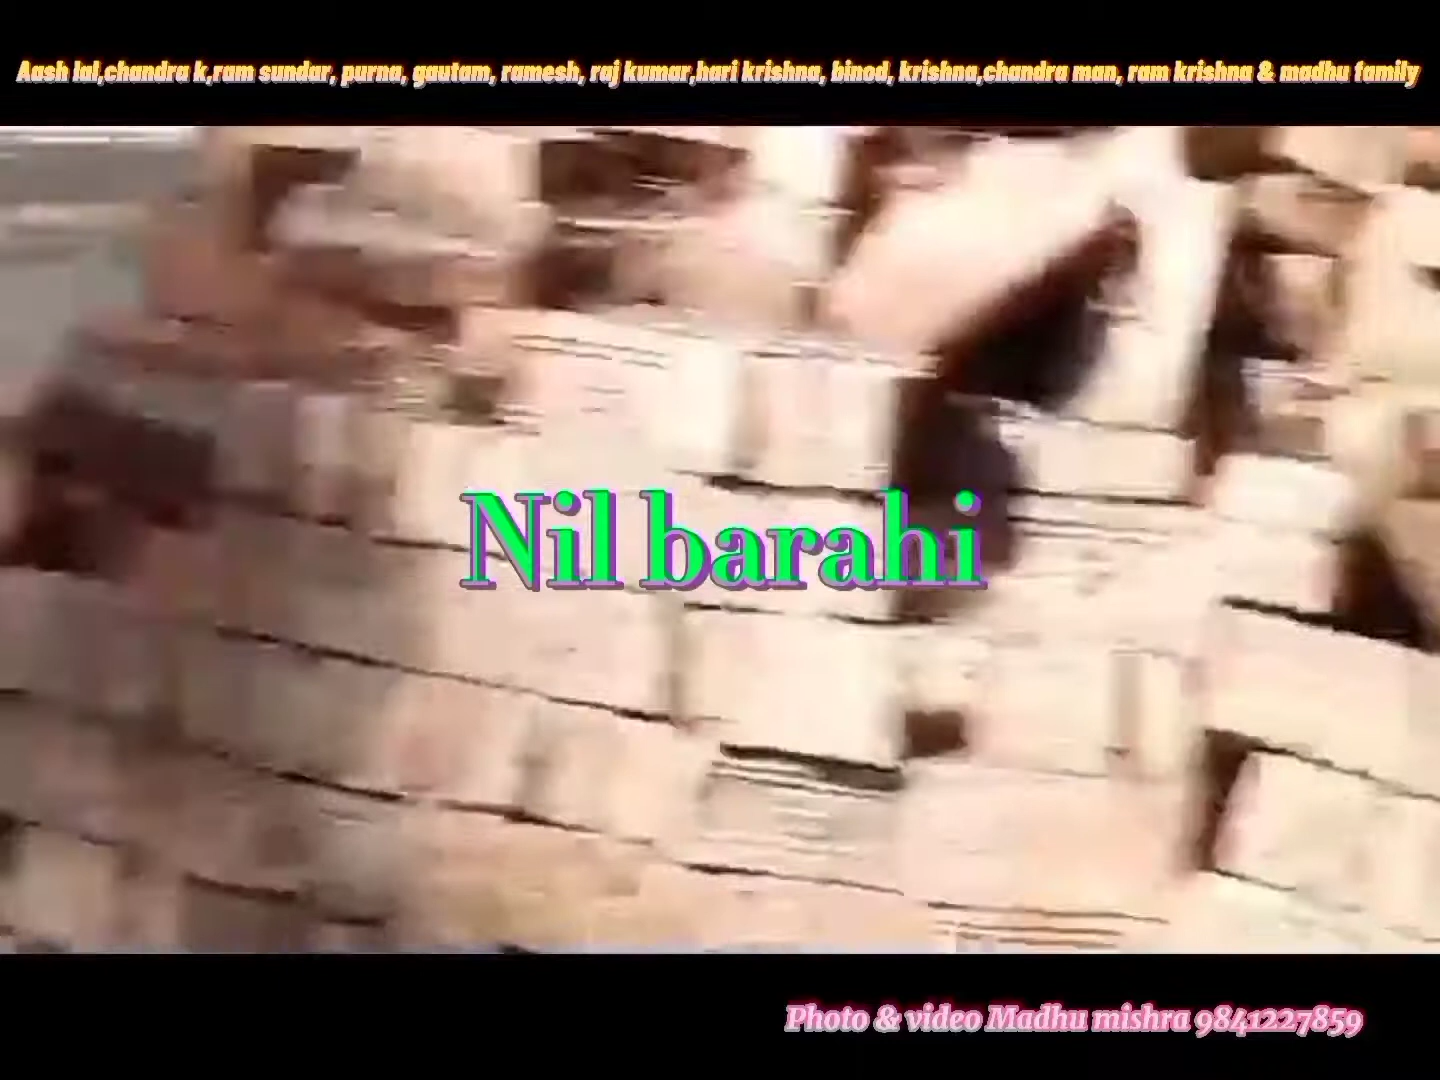 Aash lal,chandra k,ram sundar, purna, gautam, ramesh, raj kumar,hari krishna, binod, krishna,chandra man, ram krishna & madhu family
Nil barahi
Photo & video Madhu mishra 9841227859